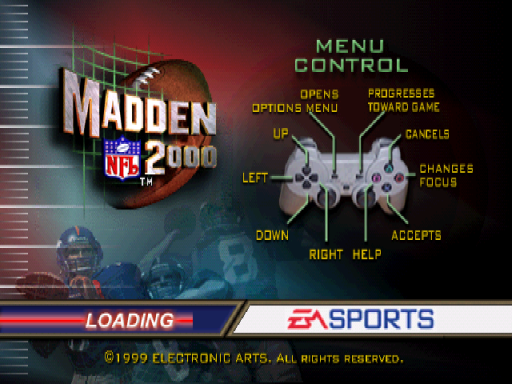 MADDEN
NFL 2000
TM
MENU
CONTROL
OPENS
OPTIONS MENU
PROGRESSES
TOWARD GAME
UP
CANCELS
LEFT
CHANGES
FOCUS
DOWN
ACCEPTS
RIGHT
HELP
8
LOADING
EA SPORTS
©1999 ELECTRONIC ARTS. ALL RIGHTS RESERVED.